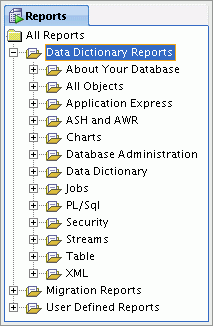 Reports
All Reports
Data Dictionary Reports
About Your Database
All Objects
Application Express
ASH and AWR
Charts
Database Administration
Data Dictionary
Jobs
PL/Sql
Security
Streams
Table
XML
Migration Reports
User Defined Reports